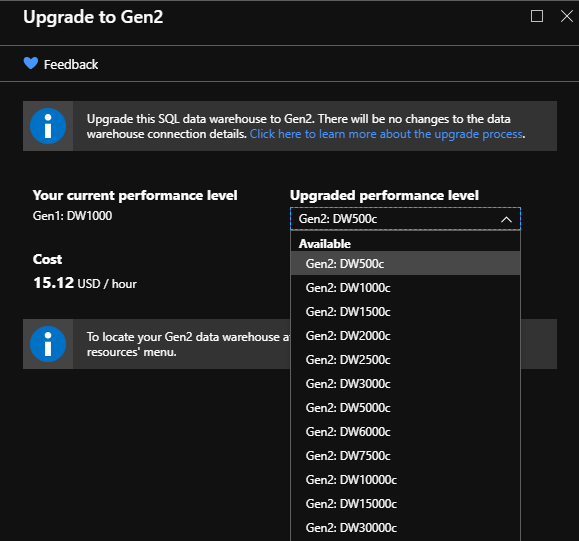 Upgrade to Gen2
Feedback
Upgrade this SQL data warehouse to Gen2. There will be no changes to the data
warehouse connection details. Click here to learn more about the upgrade process.
Your current performance level
Gen1: DW1000
Upgraded performance level
Gen2: DW500c
Cost
15.12 USD / hour
To locate your Gen2 data warehouse a
resources' menu.
Available
Gen2: DW500c
Gen2: DW1000c
Gen2: DW1500c
Gen2: DW2000c
Gen2: DW2500c
Gen2: DW3000c
Gen2: DW5000c
Gen2: DW6000c
Gen2: DW7500c
Gen2: DW10000c
Gen2: DW15000c
Gen2: DW30000c